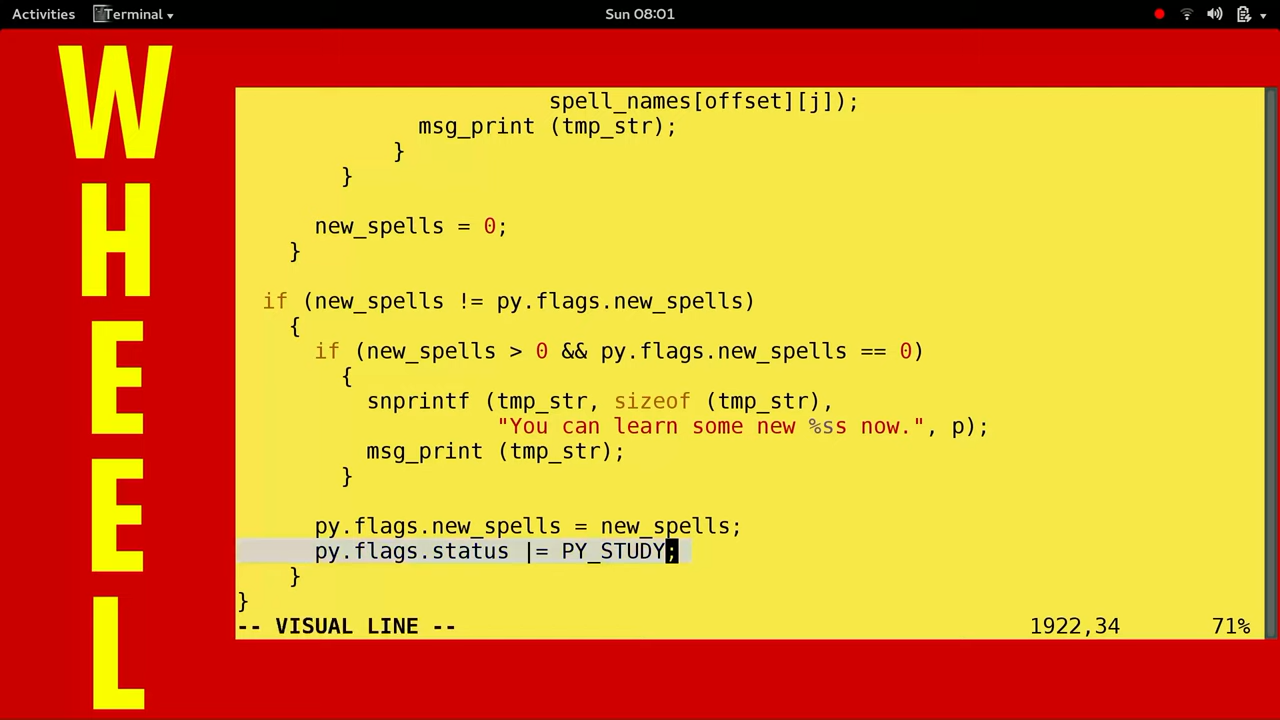 Activities Terminal Sun 08:01
WHEEL
spell_names[offset][j]);
msg_print (tmp_str);
}
}
new_spells = 0;
}
if (new_spells != py.flags.new_spells)
{
if (new_spells > 0 && py.flags.new_spells == 0)
{
snprintf (tmp_str, sizeof (tmp_str),
"You can learn some new %ss now.", p);
msg_print (tmp_str);
}
py.flags.new_spells = new_spells;
py.flags.status |= PY_STUDY;
}
}
-- VISUAL LINE -- 1922,34 71%